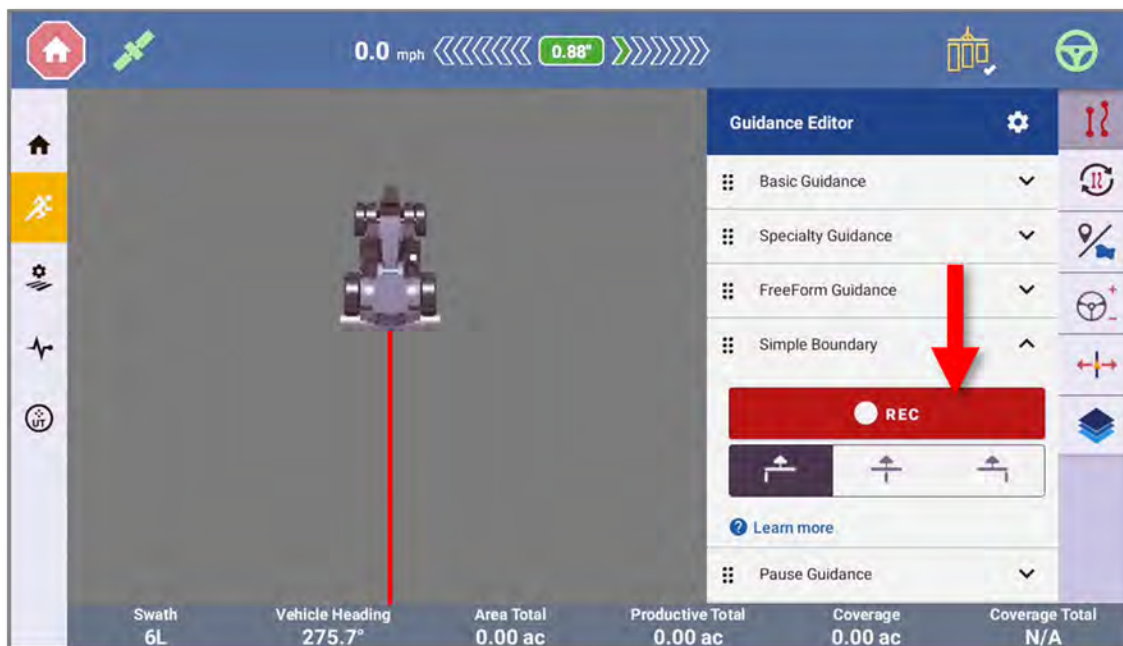 0.0 mph 0.88"
Guidance Editor
Basic Guidance
Specialty Guidance
FreeForm Guidance
Simple Boundary
REC
? Learn more
Pause Guidance
UT
Swath Vehicle Heading Area Total Productive Total Coverage Coverage Total
6L 275.7° 0.00 ac 0.00 ac 0.00 ac N/A